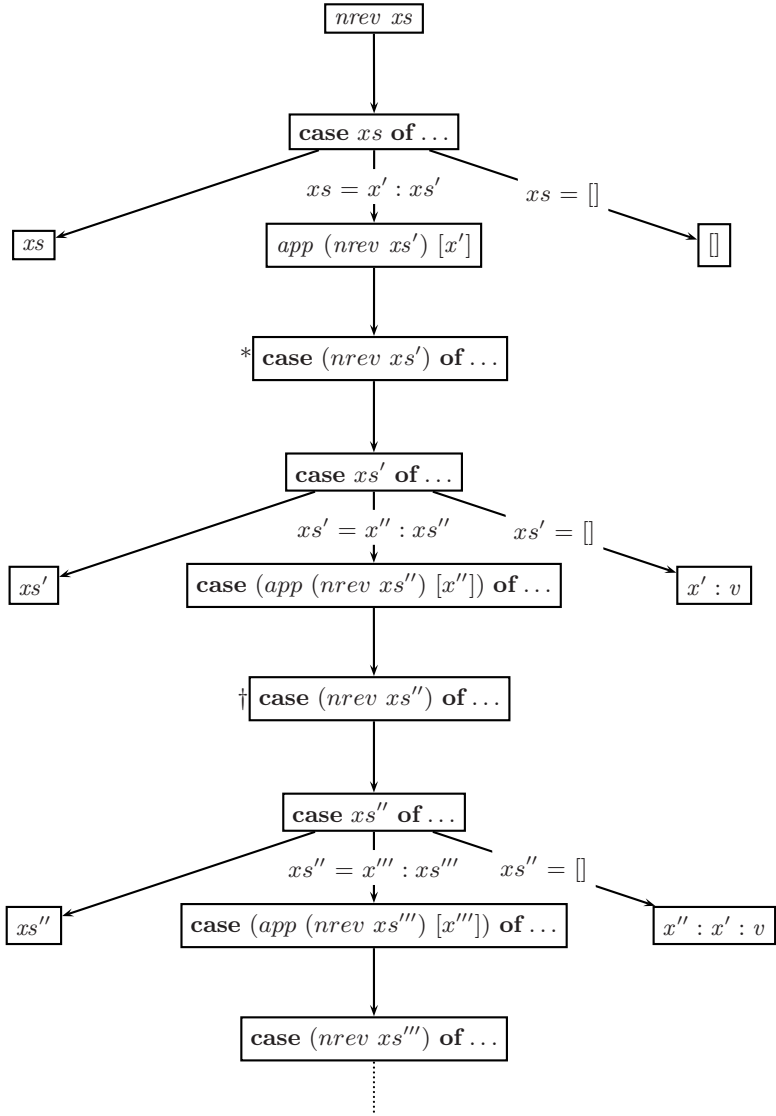 nrev xs
case xs of ...
xs = x′ : xs′
xs = []
xs
app (nrev xs′) [x′]
[]
* case (nrev xs′) of ...
case xs′ of ...
xs′ = x″ : xs″
xs′ = []
xs′
case (app (nrev xs″) [x″]) of ...
x′ : v
† case (nrev xs″) of ...
case xs″ of ...
xs″ = x‴ : xs‴
xs″ = []
xs″
case (app (nrev xs‴) [x‴]) of ...
x″ : x′ : v
case (nrev xs‴) of ...